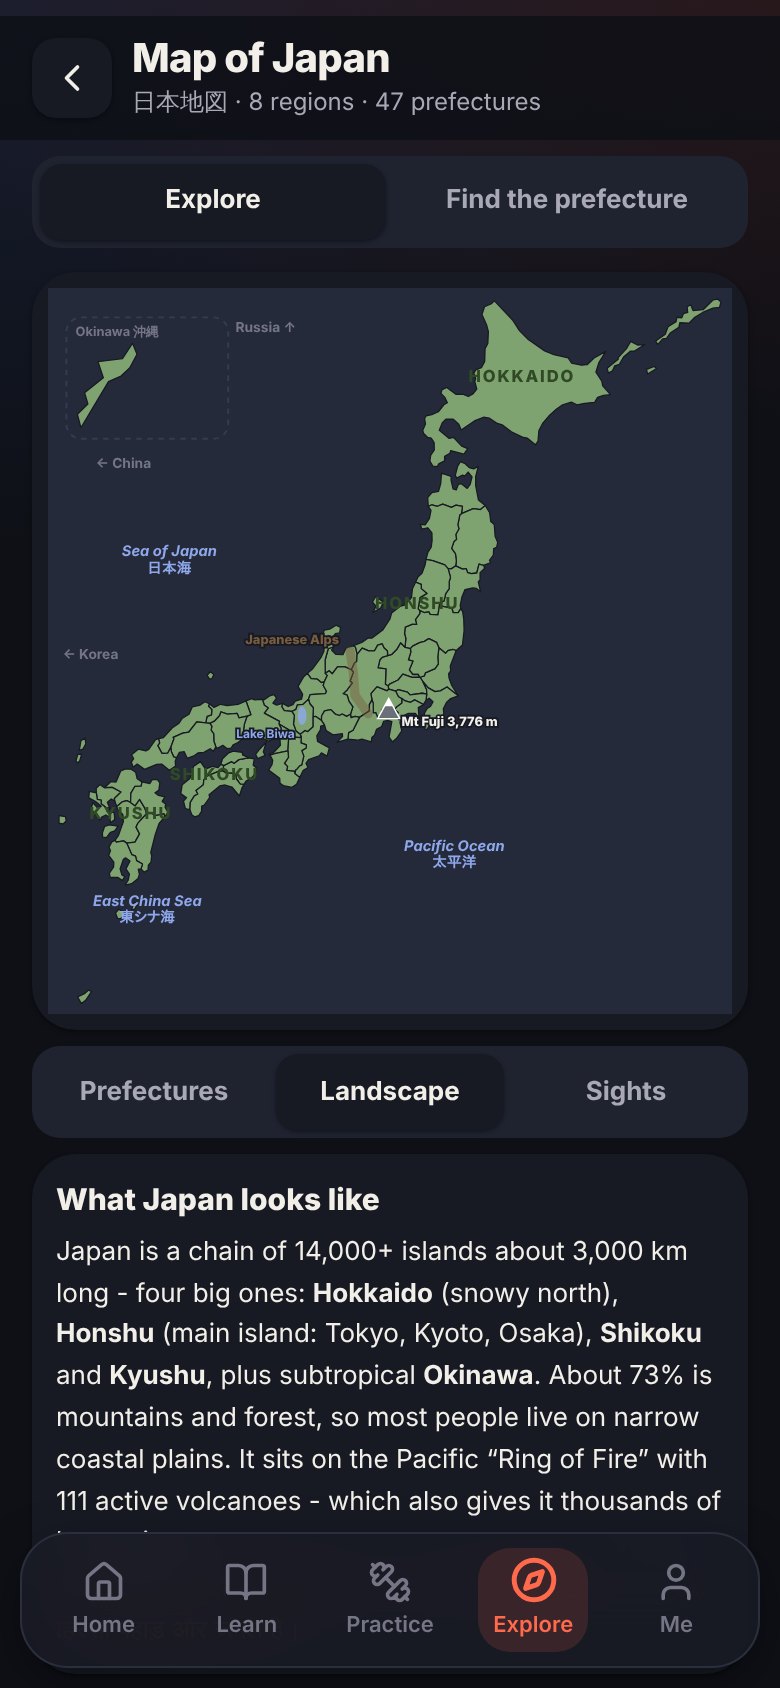 Map of Japan
日本地図 · 8 regions · 47 prefectures
Explore
Find the prefecture
Okinawa 沖縄
Russia ↑
HOKKAIDO
← China
Sea of Japan
日本海
HONSHU
Japanese Alps
← Korea
Mt Fuji 3,776 m
Lake Biwa
SHIKOKU
KYUSHU
Pacific Ocean
太平洋
East China Sea
東シナ海
Prefectures
Landscape
Sights
What Japan looks like
Japan is a chain of 14,000+ islands about 3,000 km
long - four big ones: Hokkaido (snowy north),
Honshu (main island: Tokyo, Kyoto, Osaka), Shikoku
and Kyushu, plus subtropical Okinawa. About 73% is
mountains and forest, so most people live on narrow
coastal plains. It sits on the Pacific “Ring of Fire” with
111 active volcanoes - which also gives it thousands of
Home
Learn
Practice
Explore
Me